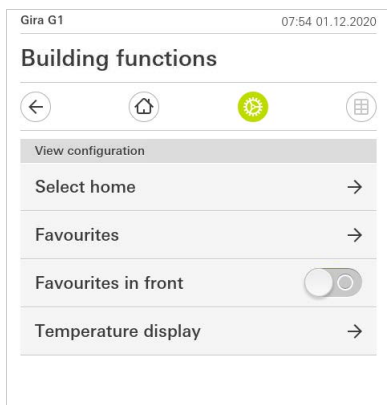 Gira G1 07:54 01.12.2020
Building functions
View configuration
Select home
Favourites
Favourites in front
Temperature display